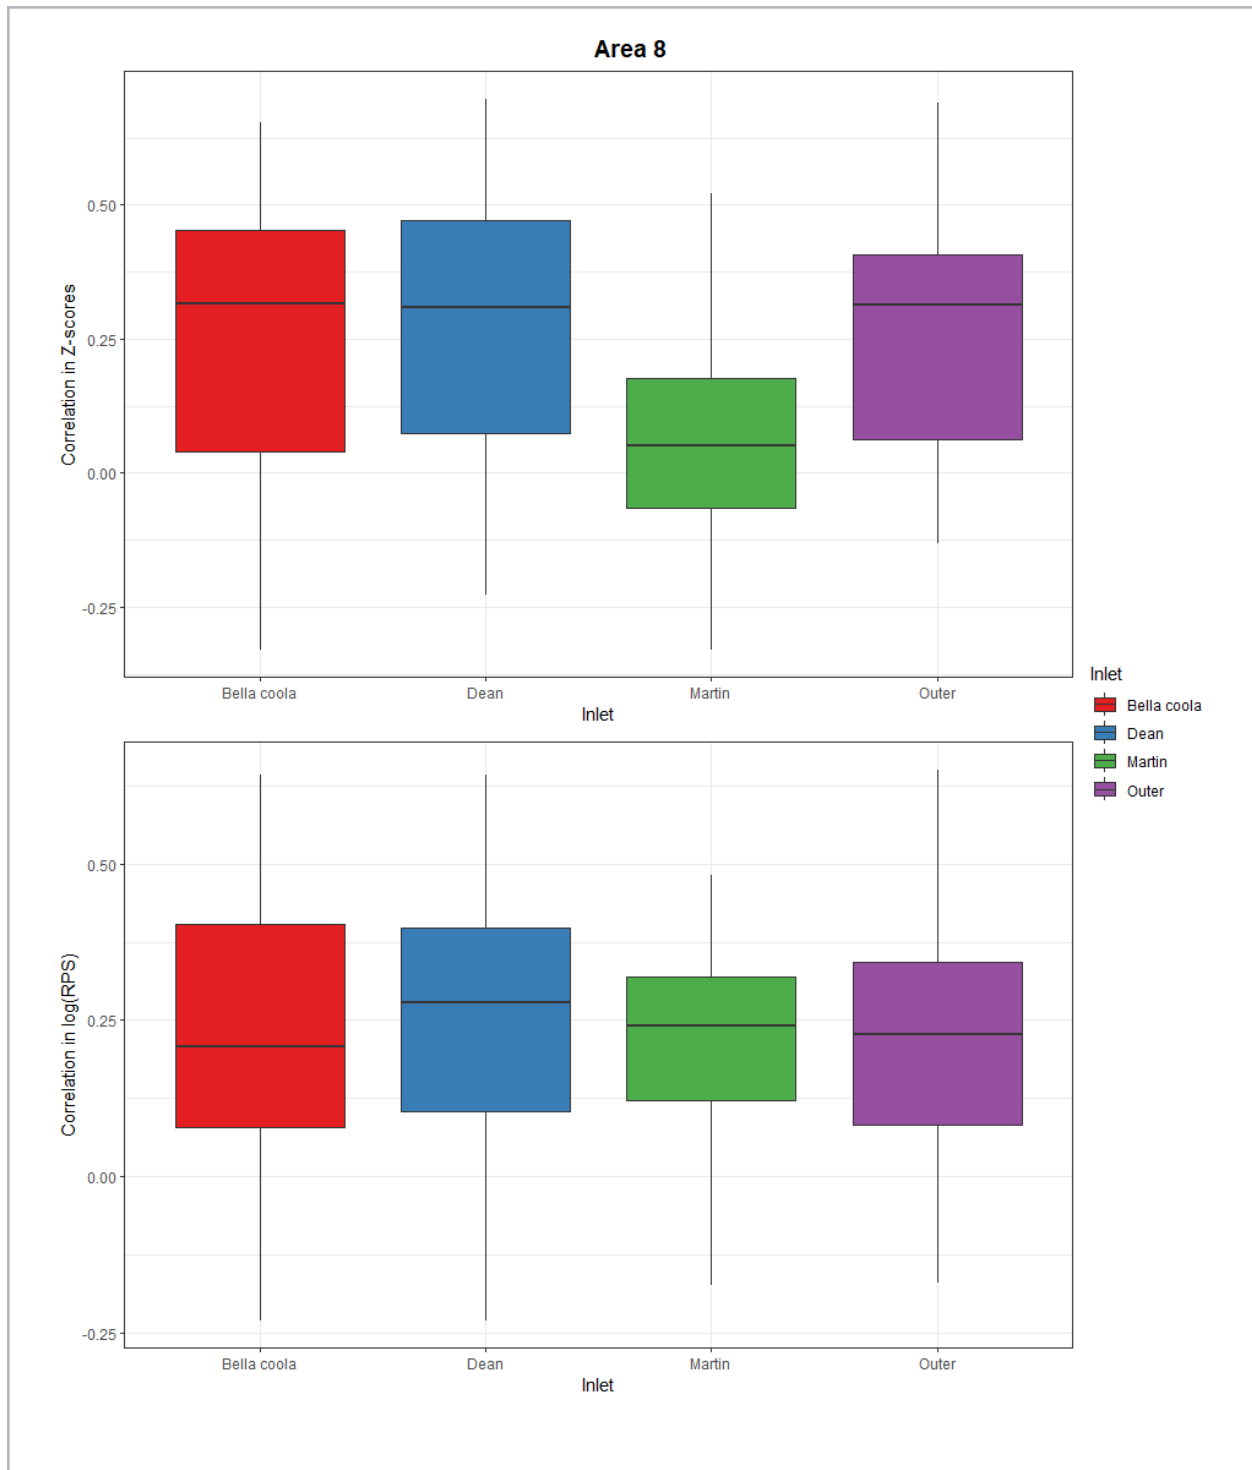 Area 8
Correlation in Z-scores
0.50
0.25
0.00
-0.25
Bella coola Dean Martin Outer
Inlet
Inlet
Bella coola
Dean
Martin
Outer
Correlation in log(RPS)
0.50
0.25
0.00
-0.25
Bella coola Dean Martin Outer
Inlet